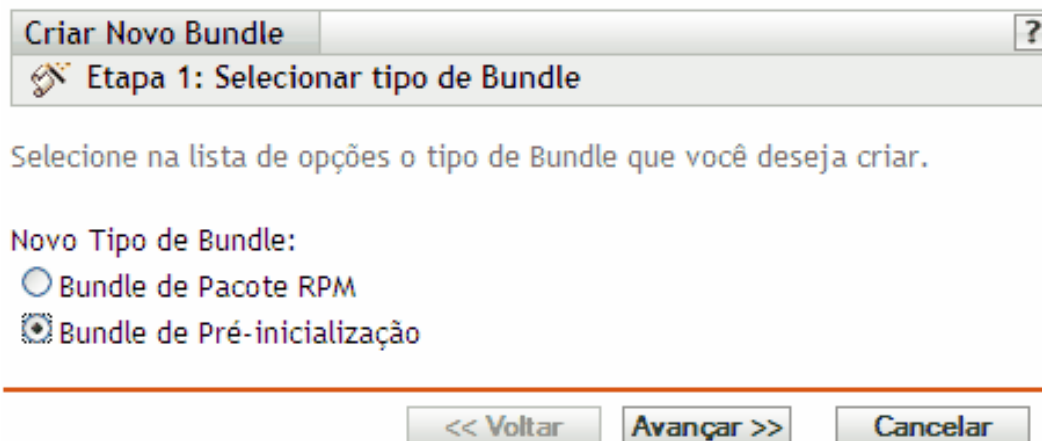 Criar Novo Bundle
?
Etapa 1: Selecionar tipo de Bundle
Selecione na lista de opções o tipo de Bundle que você deseja criar.
Novo Tipo de Bundle:
Bundle de Pacote RPM
Bundle de Pré-inicialização
<< Voltar Avançar >> Cancelar